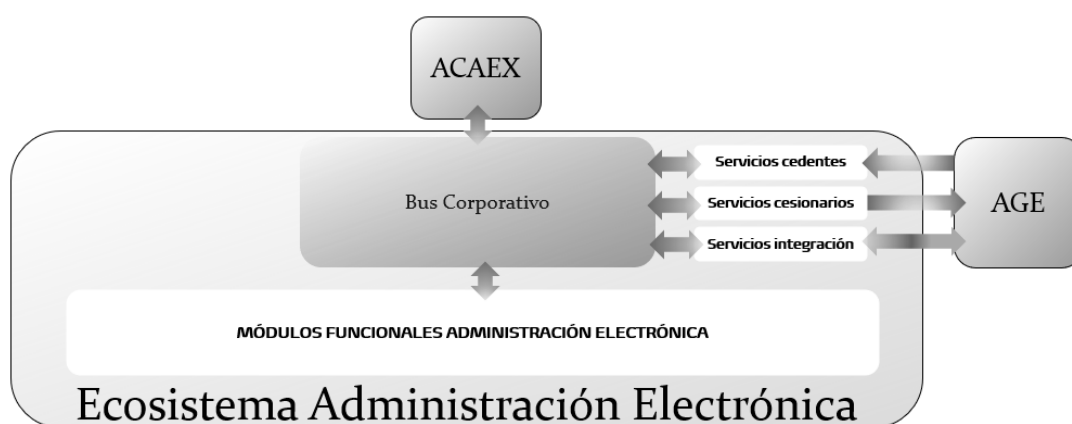 ACAEX
Bus Corporativo
Servicios cedentes
Servicios cesionarios
Servicios integración
AGE
MÓDULOS FUNCIONALES ADMINISTRACIÓN ELECTRÓNICA
Ecosistema Administración Electrónica